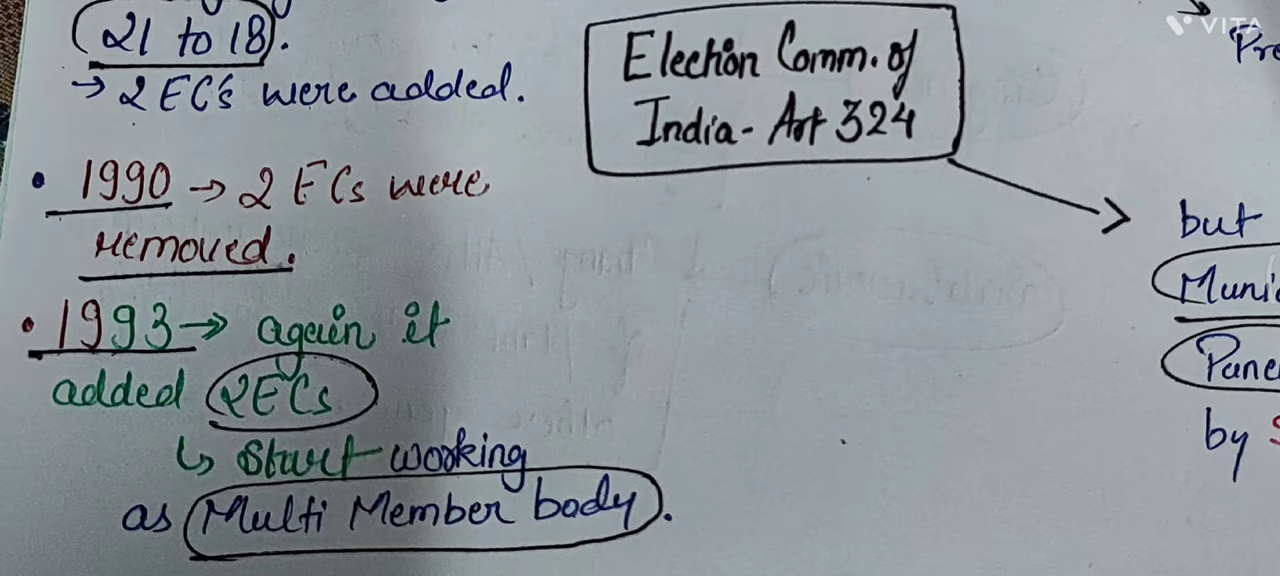 21 to 18.
→ 2 EC's were added.
• 1990 → 2 ECs were
removed.
• 1993 → again it
added 2ECs
↳ start working
as Multi Member body.
Election Comm. of
India - Art 324
VITA
but
by